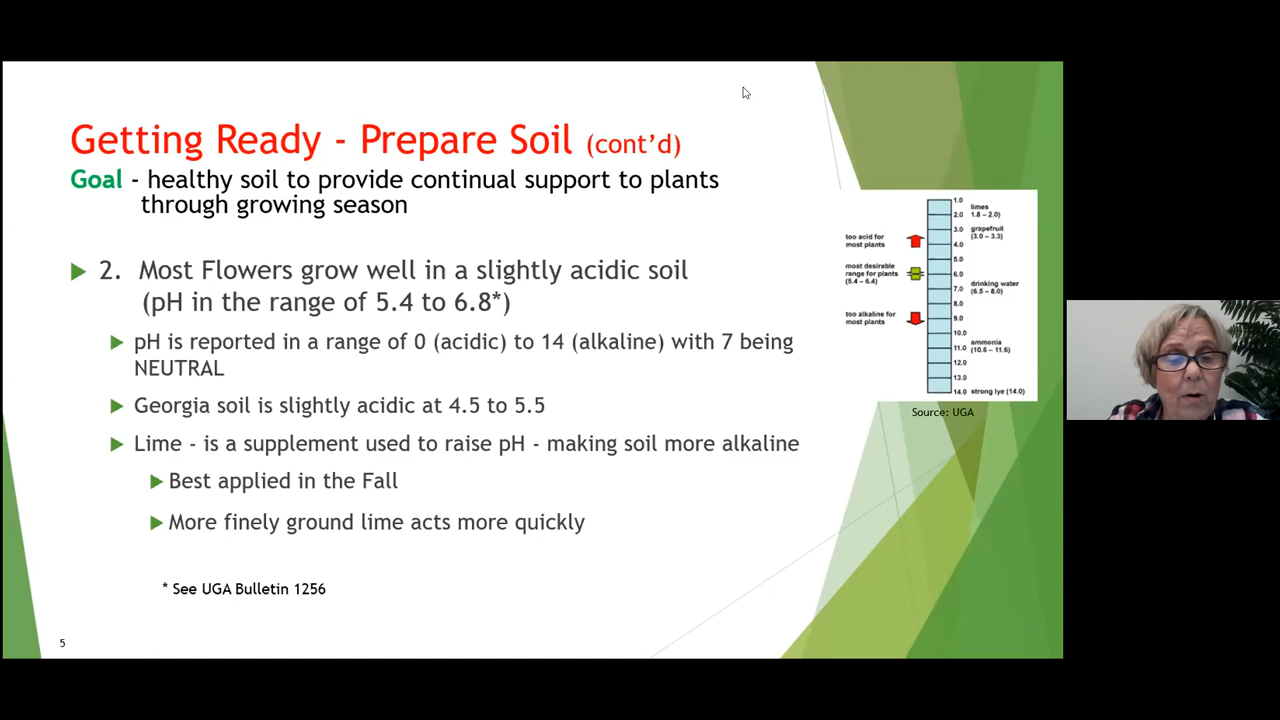 Getting Ready - Prepare Soil (cont'd)
Goal - healthy soil to provide continual support to plants
through growing season
2. Most Flowers grow well in a slightly acidic soil
(pH in the range of 5.4 to 6.8*)
pH is reported in a range of 0 (acidic) to 14 (alkaline) with 7 being
NEUTRAL
Georgia soil is slightly acidic at 4.5 to 5.5
Lime - is a supplement used to raise pH - making soil more alkaline
Best applied in the Fall
More finely ground lime acts more quickly
* See UGA Bulletin 1256
5
too acid for
most plants
most desirable
range for plants
(5.4 – 6.4)
too alkaline for
most plants
1.0
2.0
3.0
4.0
5.0
6.0
7.0
8.0
9.0
10.0
11.0
12.0
13.0
14.0 strong lye (14.0)
limes
1.8 – 2.0)
grapefruit
(3.0 – 3.3)
drinking water
(6.5 – 8.0)
ammonia
(10.6 – 11.6)
Source: UGA